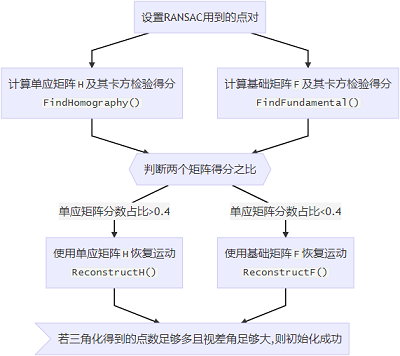 设置RANSAC用到的点对
计算单应矩阵 H 及其卡方检验得分
FindHomography()
计算基础矩阵 F 及其卡方检验得分
FindFundamental()
判断两个矩阵得分之比
单应矩阵分数占比>0.4
单应矩阵分数占比<0.4
使用单应矩阵 H 恢复运动
ReconstructH()
使用基础矩阵 F 恢复运动
ReconstructF()
若三角化得到的点数足够多且视差角足够大,则初始化成功